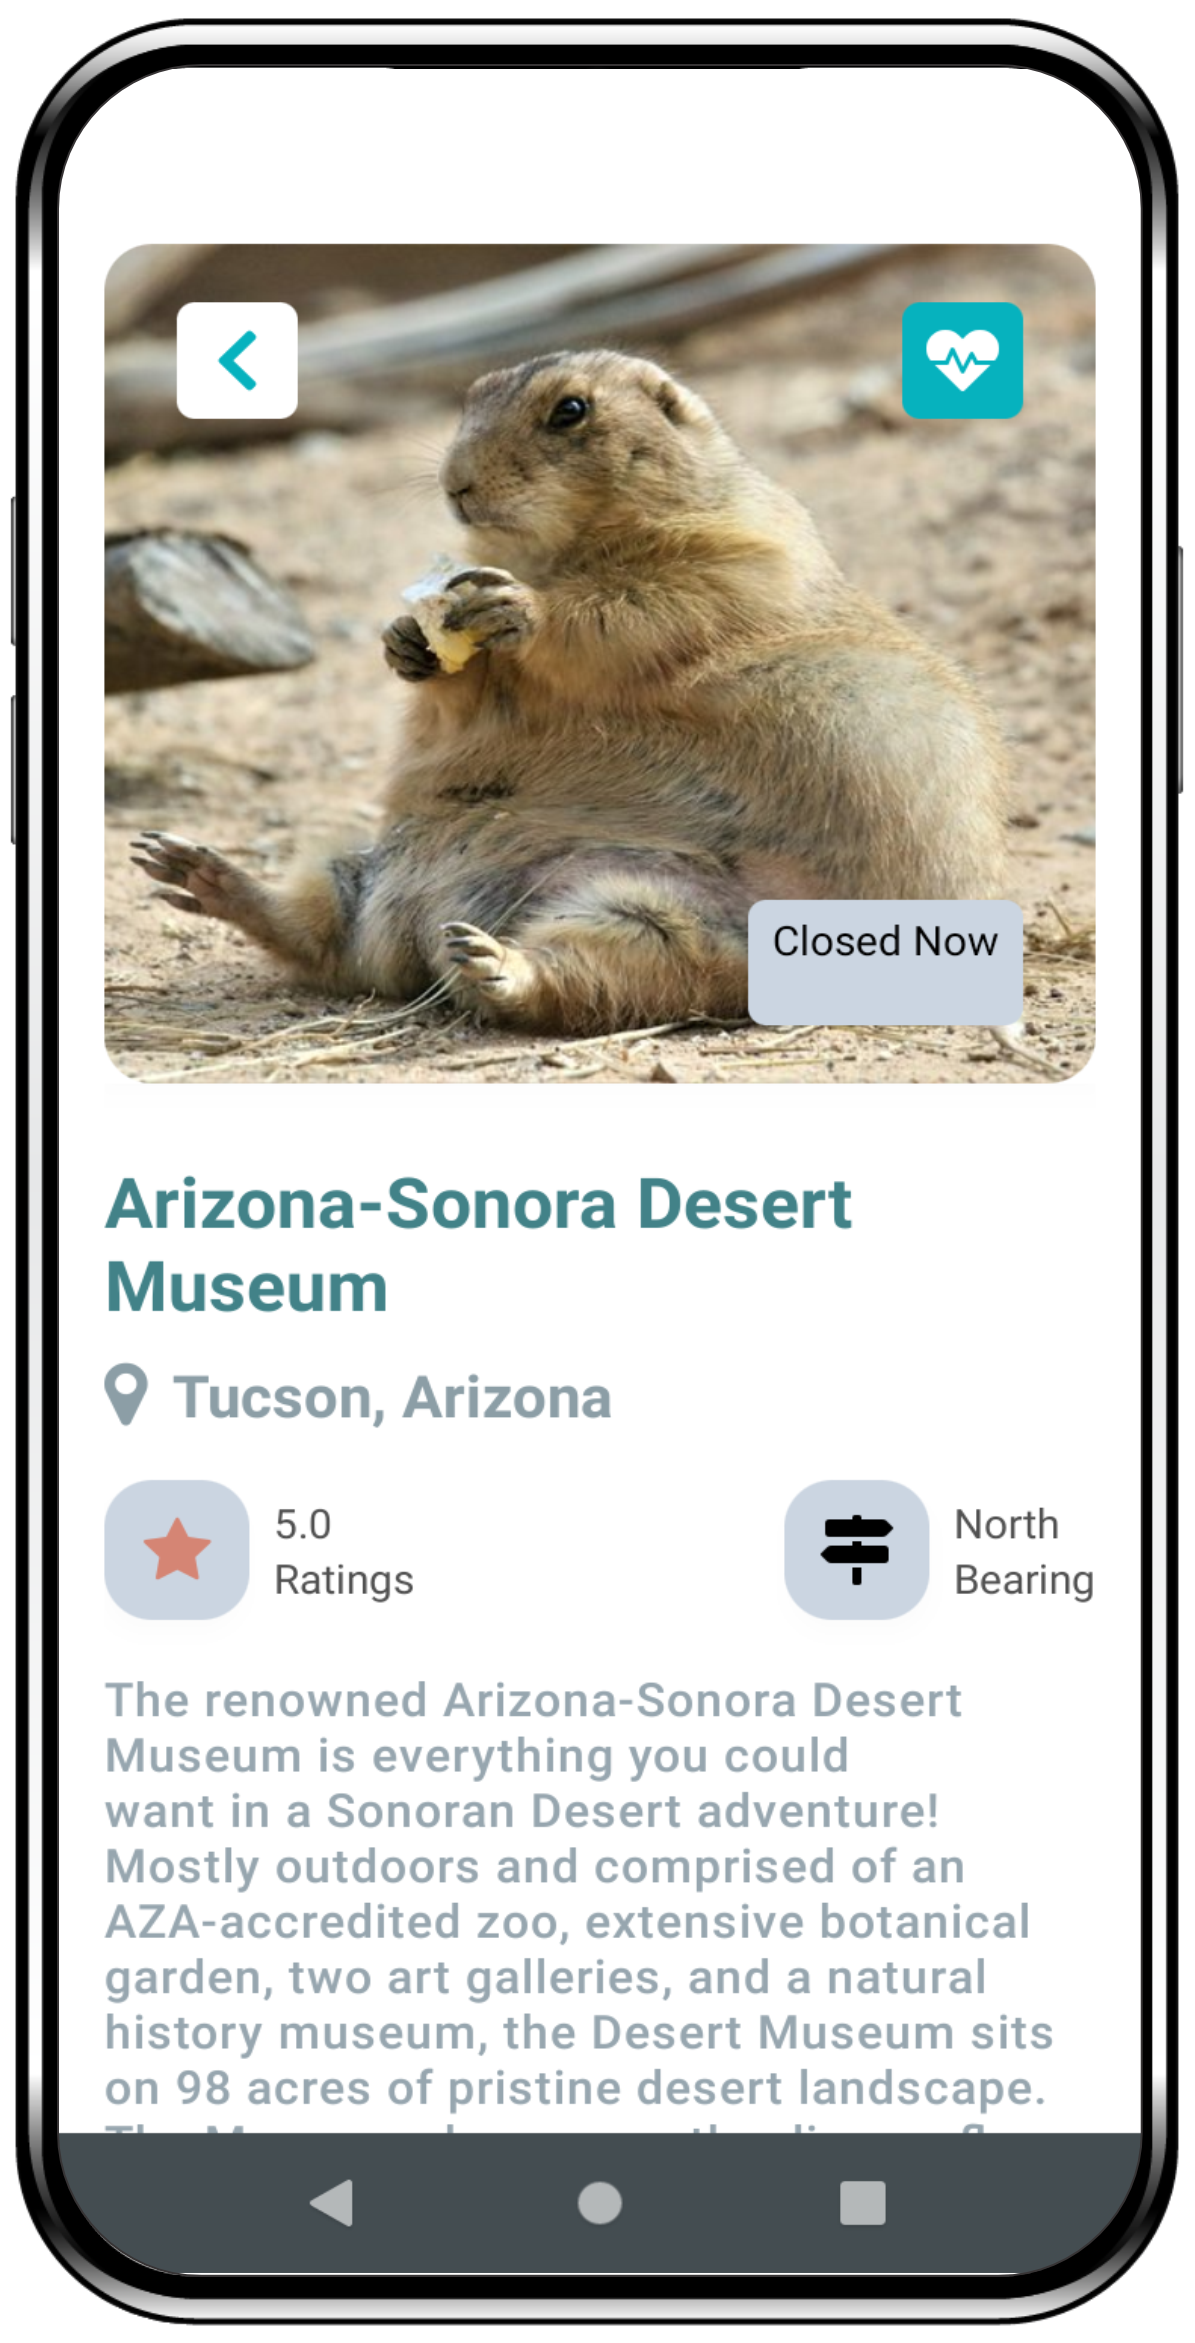 Closed Now
Arizona-Sonora Desert
Museum
Tucson, Arizona
5.0
Ratings
North
Bearing
The renowned Arizona-Sonora Desert
Museum is everything you could
want in a Sonoran Desert adventure!
Mostly outdoors and comprised of an
AZA-accredited zoo, extensive botanical
garden, two art galleries, and a natural
history museum, the Desert Museum sits
on 98 acres of pristine desert landscape.